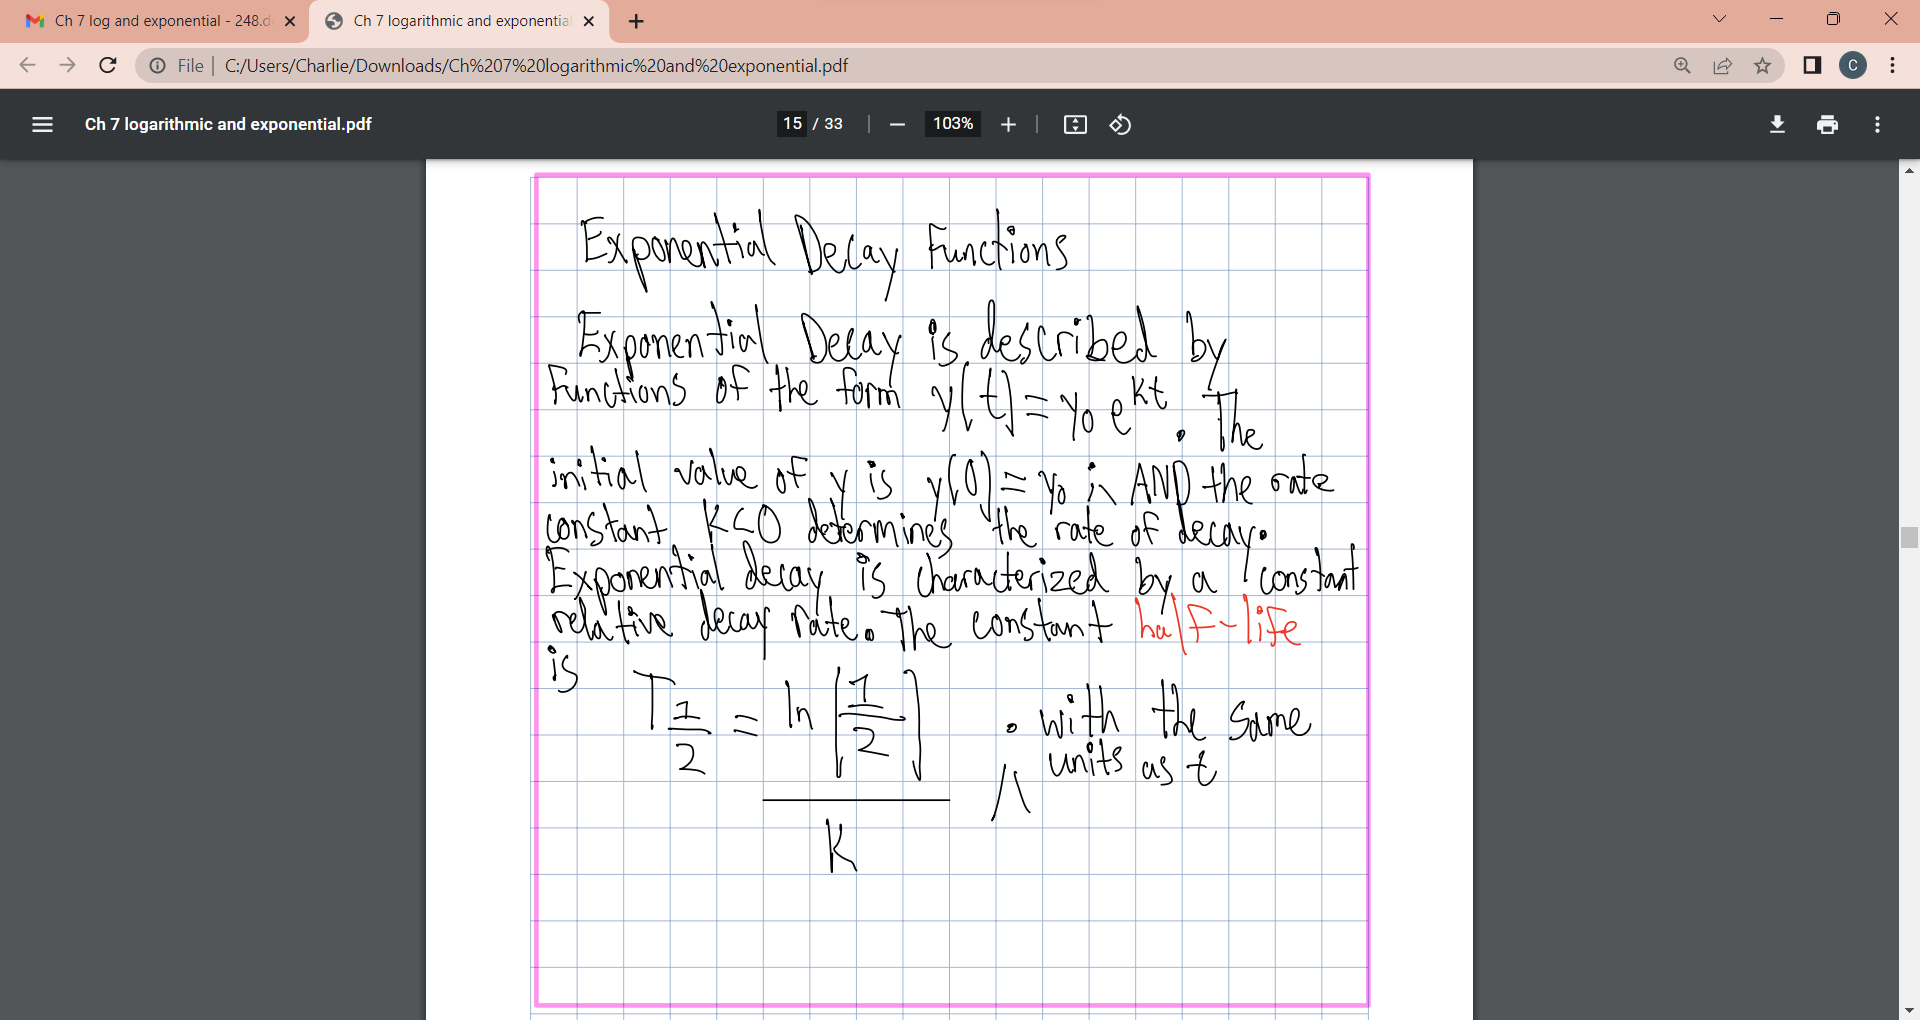 Ch 7 log and exponential - 248.d
Ch 7 logarithmic and exponential
File | C:/Users/Charlie/Downloads/Ch%207%20logarithmic%20and%20exponential.pdf
C
Ch 7 logarithmic and exponential.pdf
15 / 33
103%
Exponential Decay Functions
Exponential Decay is described by
functions of the form y(t)=y₀e^kt. The
initial value of y is y(0)=y₀ ; AND the rate
constant K<0 determines the rate of decay.
Exponential decay is characterized by a constant
relative decay rate. The constant half-life
is
T 1/2 = ln(1/2) / K . with the same
units as t